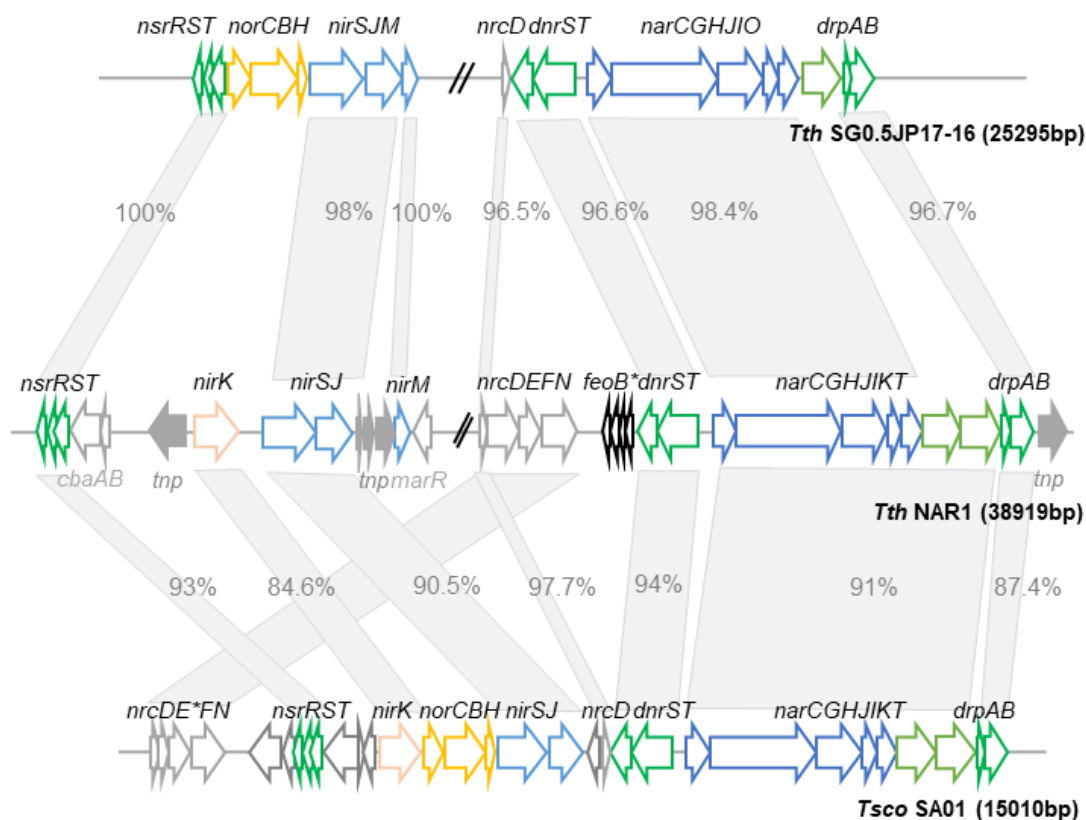 nsrRST norCBH nirSJM nrcD dnrST narCGHJIO drpAB
Tth SG0.5JP17-16 (25295bp)
100% 98% 100% 96.5% 96.6% 98.4% 96.7%
nsrRST nirK nirSJ nirM nrcDEFN feoB* dnrST narCGHJIKT drpAB
cbaAB tnp tnp marR tnp
Tth NAR1 (38919bp)
93% 84.6% 90.5% 97.7% 94% 91% 87.4%
nrcDE*FN nsrRST nirK norCBH nirSJ nrcD dnrST narCGHJIKT drpAB
Tsco SA01 (15010bp)